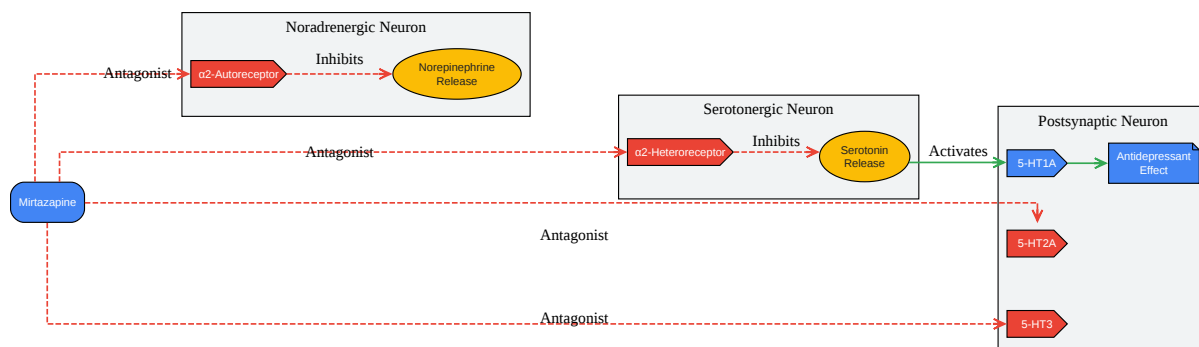 Noradrenergic Neuron
Antagonist
α2-Autoreceptor
Inhibits
Norepinephrine
Release
Serotonergic Neuron
Antagonist
α2-Heteroreceptor
Inhibits
Serotonin
Release
Activates
Postsynaptic Neuron
5-HT1A
Antidepressant
Effect
Mirtazapine
Antagonist
5-HT2A
Antagonist
5-HT3